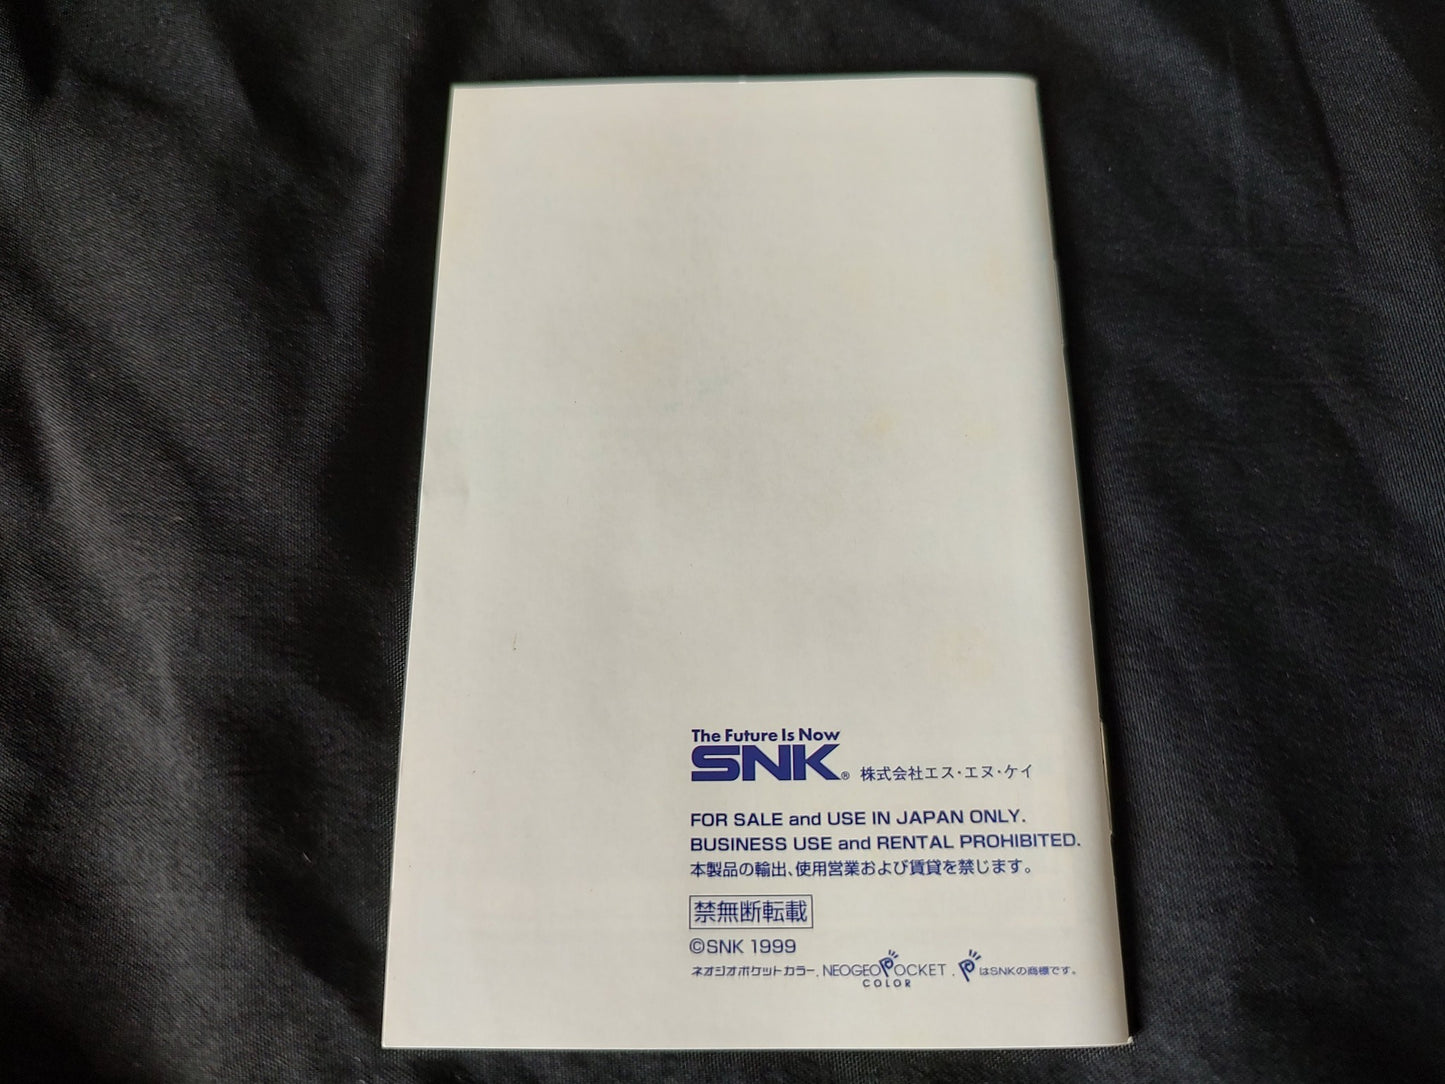 The Future Is Now
SNK® 株式会社エス・エヌ・ケイ
FOR SALE and USE IN JAPAN ONLY.
BUSINESS USE and RENTAL PROHIBITED.
本製品の輸出、使用営業および賃貸を禁じます。
禁無断転載
©SNK 1999
ネオジオポケットカラー、NEOGEO POCKET COLOR、PはSNKの商標です。